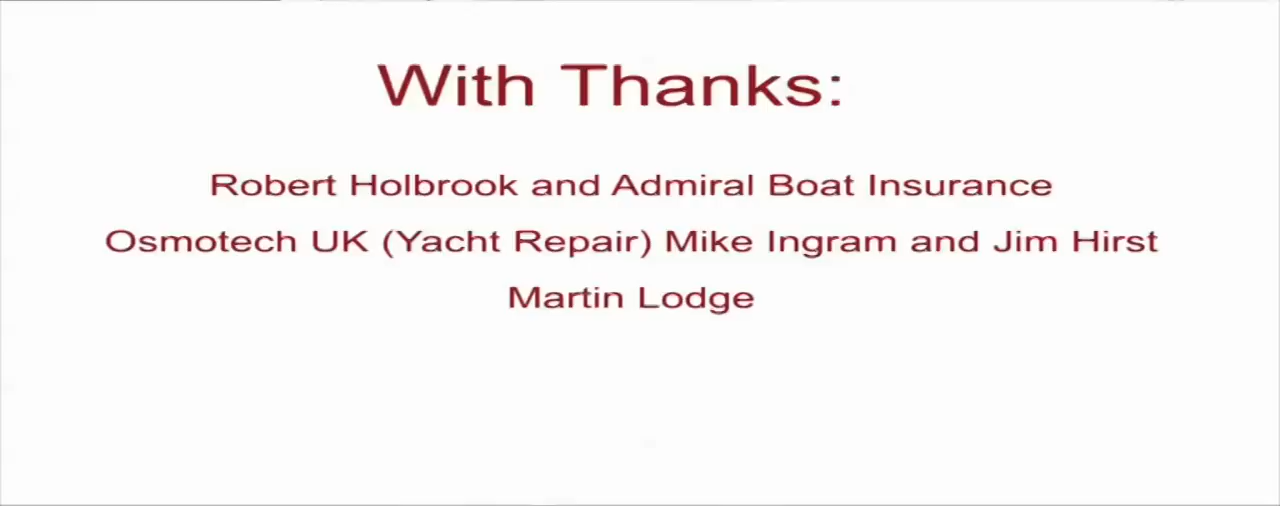 With Thanks:
Robert Holbrook and Admiral Boat Insurance
Osmotech UK (Yacht Repair) Mike Ingram and Jim Hirst
Martin Lodge